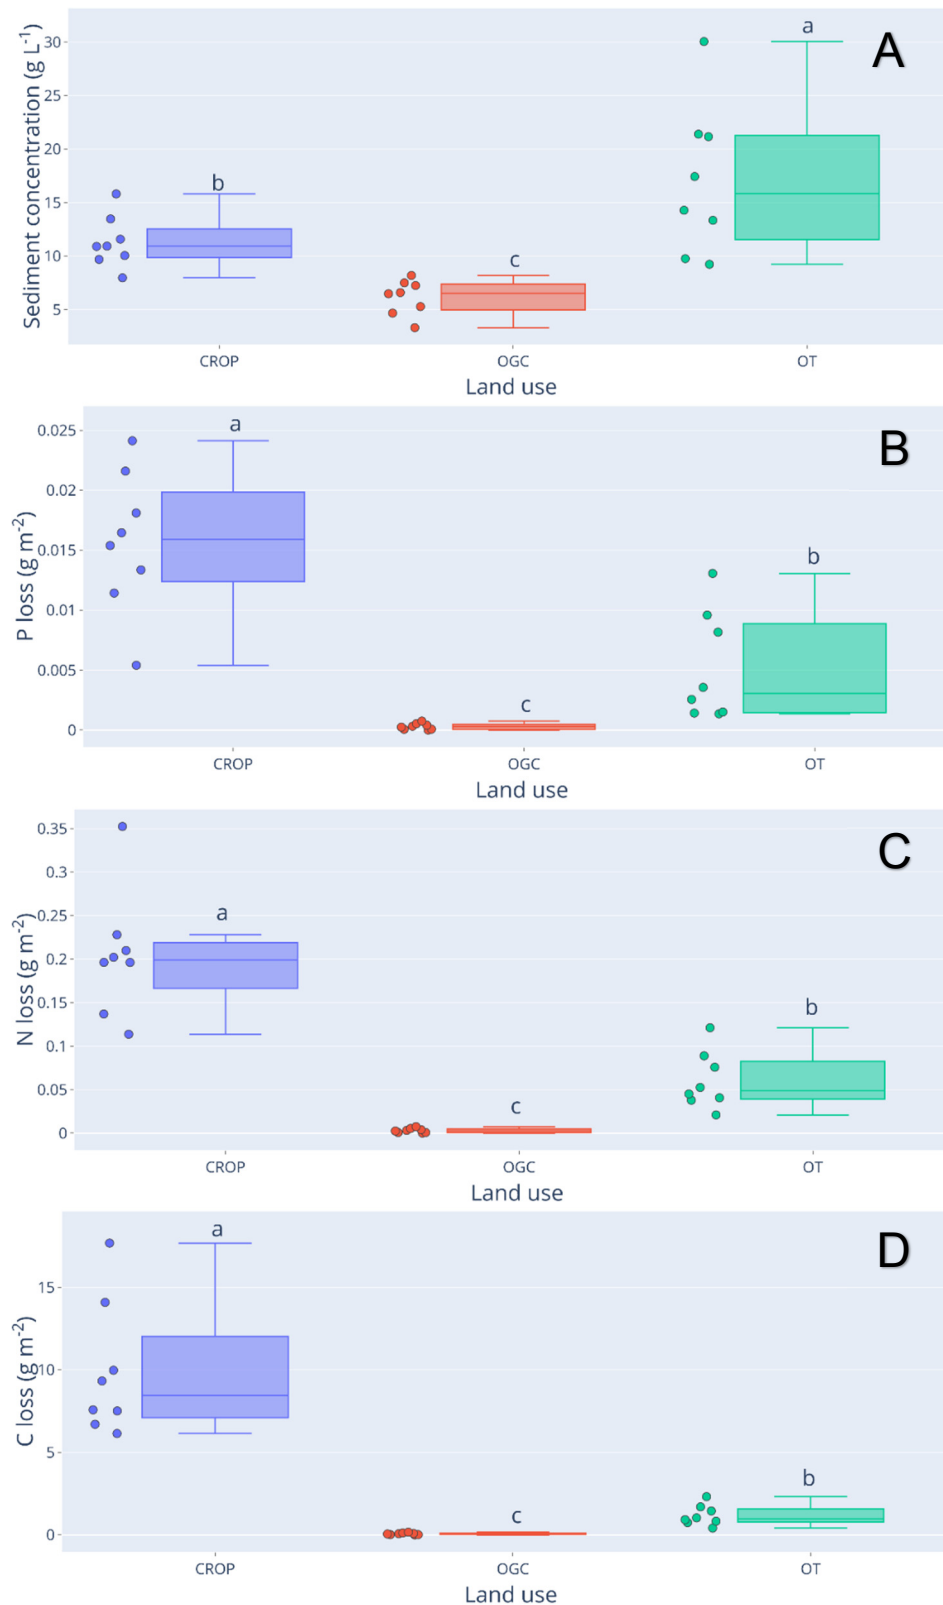 Sediment concentration (g L⁻¹)
30
25
20
15
10
5
b
c
a
A
CROP
OGC
OT
Land use
P loss (g m⁻²)
0.025
0.02
0.015
0.01
0.005
0
a
c
b
B
CROP
OGC
OT
Land use
N loss (g m⁻²)
0.35
0.3
0.25
0.2
0.15
0.1
0.05
0
a
c
b
C
CROP
OGC
OT
Land use
C loss (g m⁻²)
15
10
5
0
a
c
b
D
CROP
OGC
OT
Land use